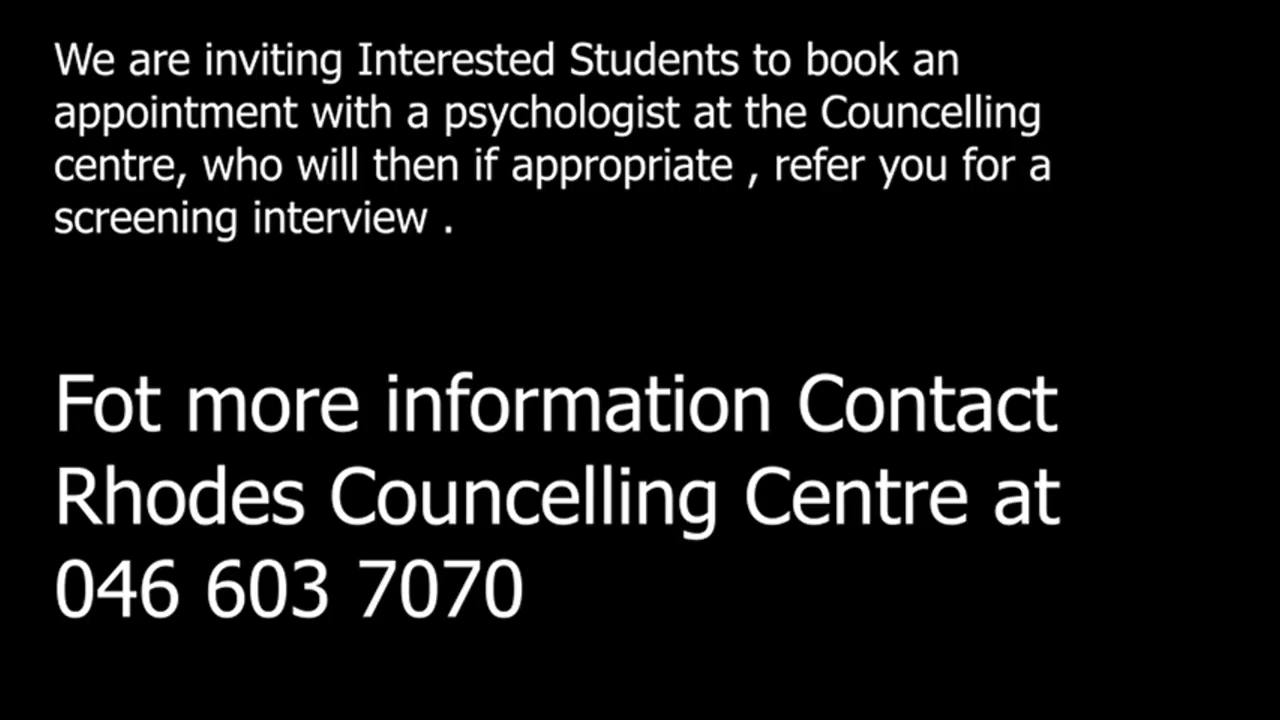 We are inviting Interested Students to book an
appointment with a psychologist at the Councelling
centre, who will then if appropriate , refer you for a
screening interview .
Fot more information Contact
Rhodes Councelling Centre at
046 603 7070